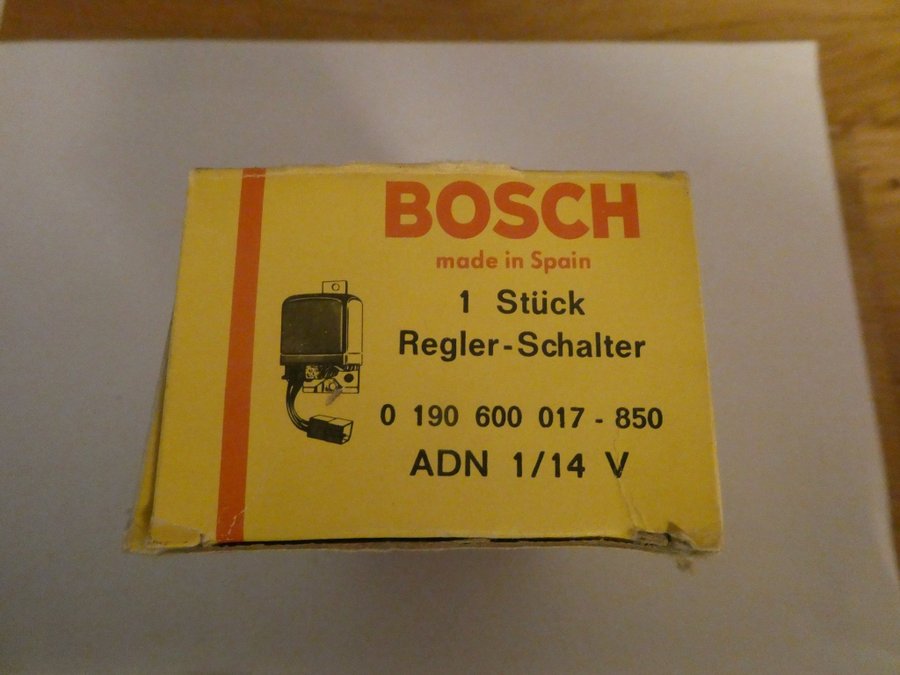 BOSCH
made in Spain
1 Stück
Regler-Schalter
0 190 600 017 - 850
ADN 1/14 V